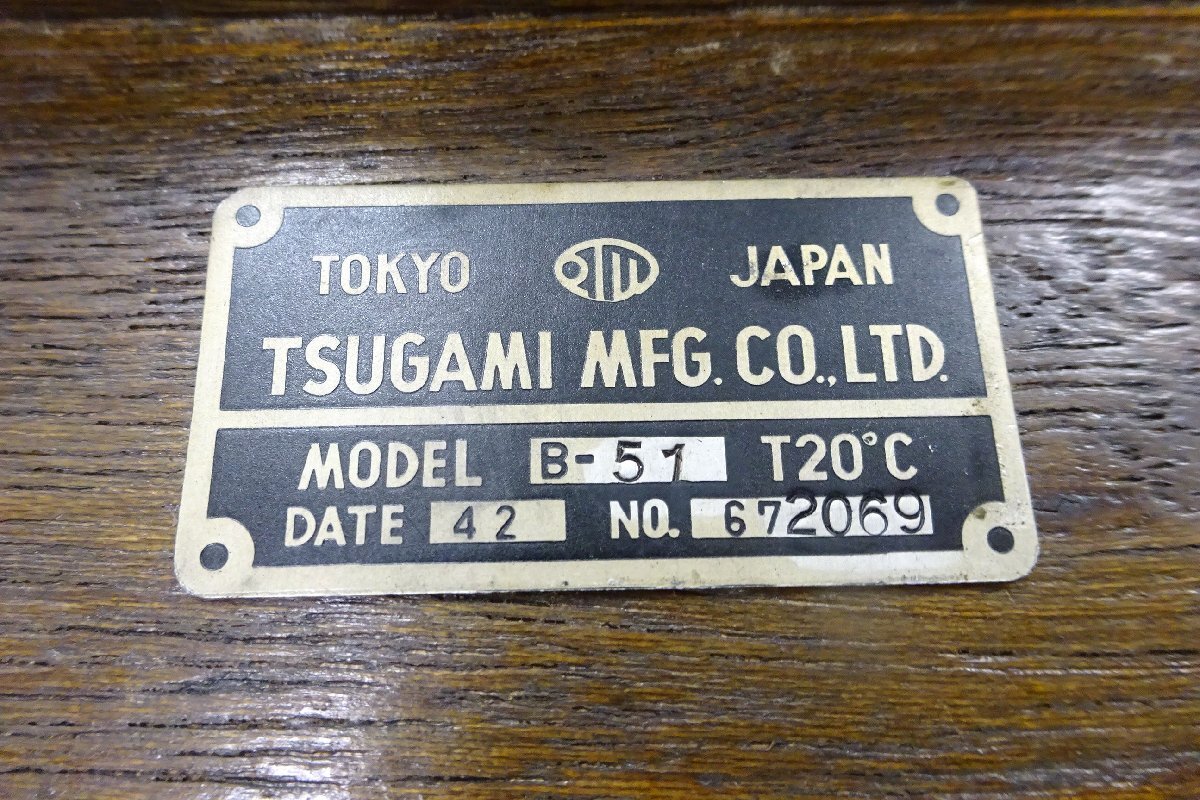 TOKYO JAPAN
TSUGAMI MFG. CO., LTD.
MODEL B-51 T20°C
DATE 42 NO. 672069